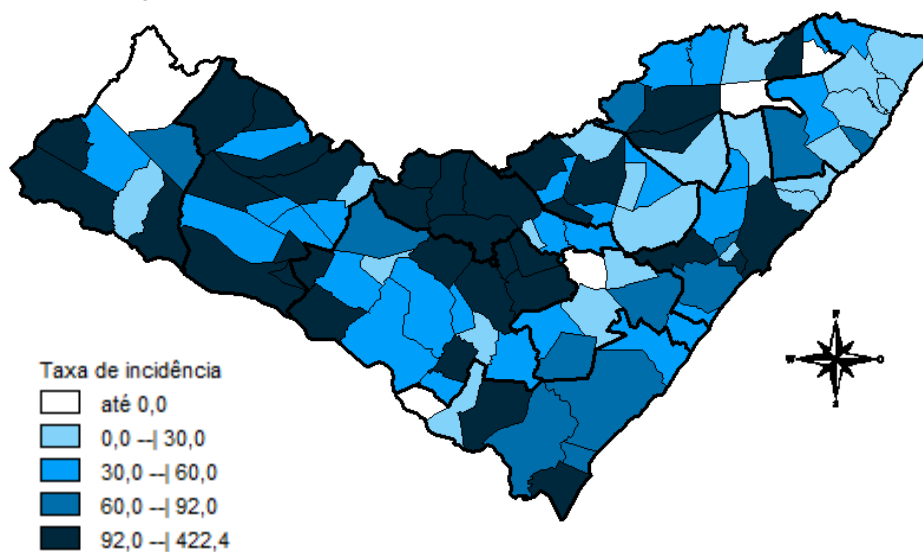 Taxa de incidência
até 0,0
0,0 --| 30,0
30,0 --| 60,0
60,0 --| 92,0
92,0 --| 422,4
W
S